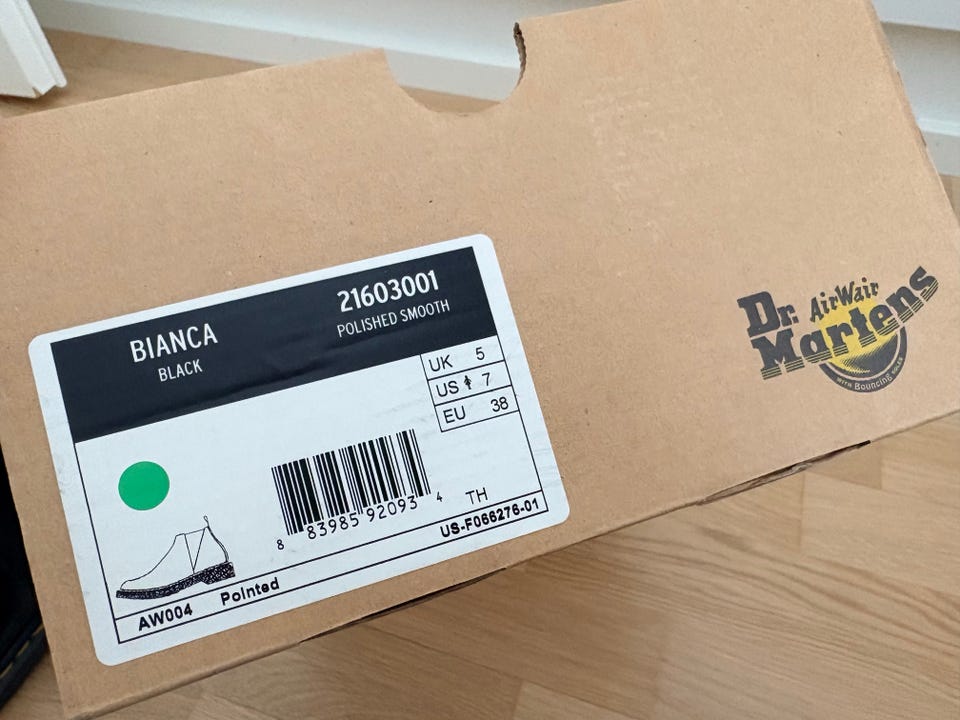 BIANCA
BLACK
21603001
POLISHED SMOOTH
UK 5
US 7
EU 38
8 83985 92093 4
TH
AW004 Pointed US-F066276-01
Dr. AirWair
Martens
WITH Bouncing SOLES